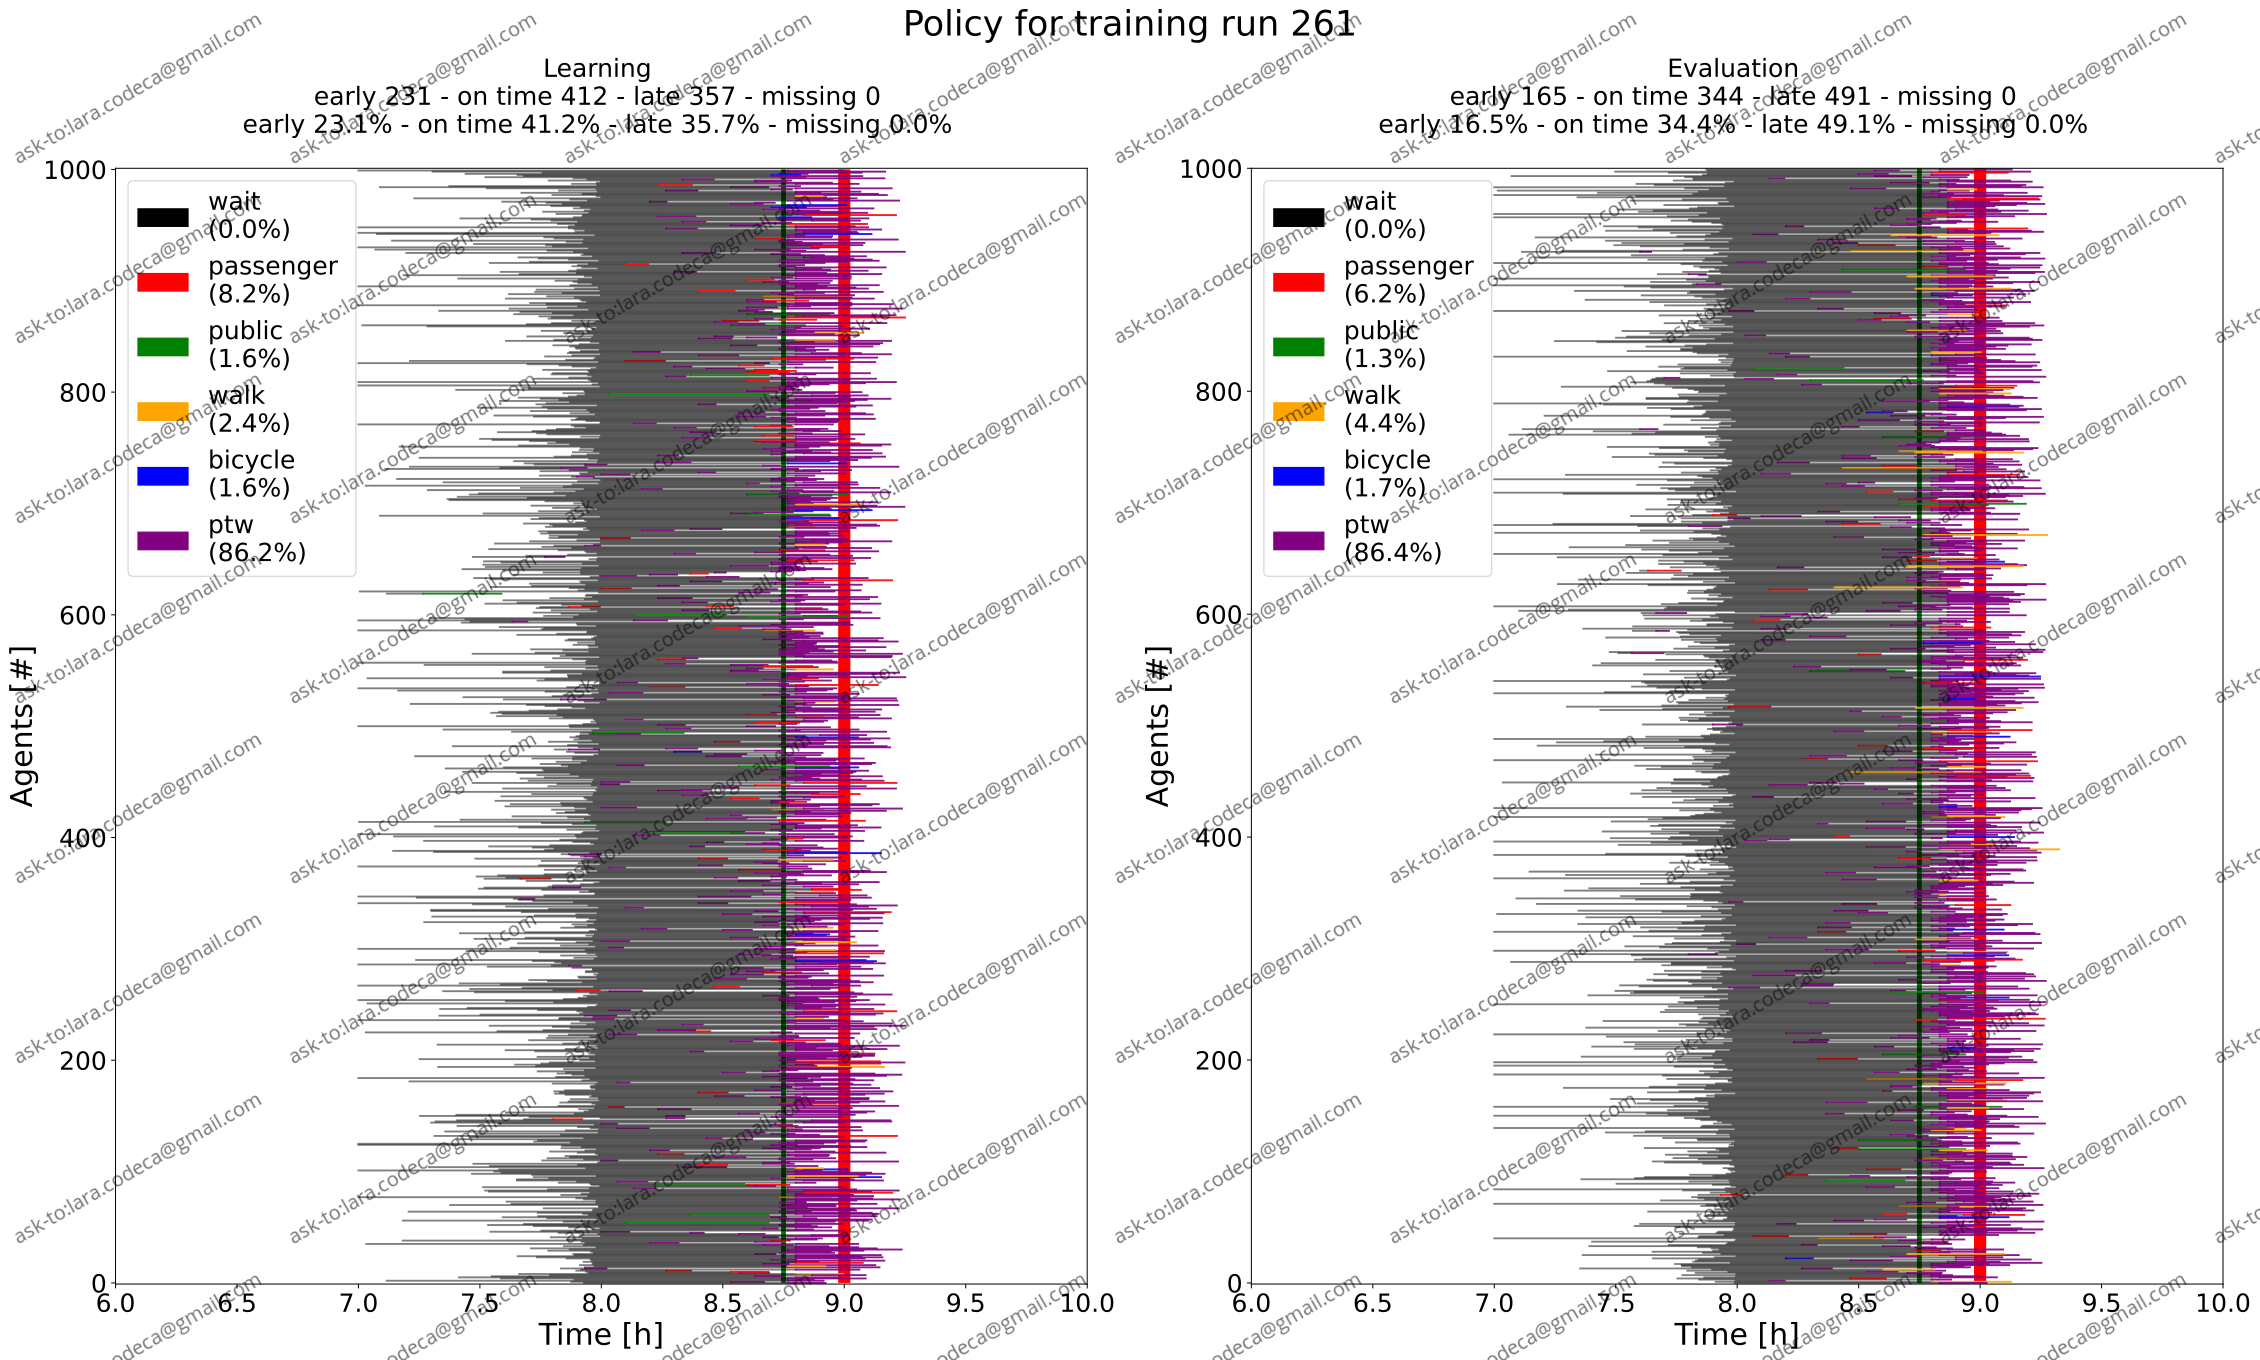 Policy for training run 261
Learning
early 231 - on time 412 - late 357 - missing 0
early 23.1% - on time 41.2% - late 35.7% - missing 0.0%
1000
800
600
400
200
0
Agents [#]
wait
(0.0%)
passenger
(8.2%)
public
(1.6%)
walk
(2.4%)
bicycle
(1.6%)
ptw
(86.2%)
6.0 6.5 7.0 7.5 8.0 8.5 9.0 9.5 10.0
Time [h]
Evaluation
early 165 - on time 344 - late 491 - missing 0
early 16.5% - on time 34.4% - late 49.1% - missing 0.0%
1000
800
600
400
200
0
Agents [#]
wait
(0.0%)
passenger
(6.2%)
public
(1.3%)
walk
(4.4%)
bicycle
(1.7%)
ptw
(86.4%)
6.0 6.5 7.0 7.5 8.0 8.5 9.0 9.5 10.0
Time [h]
ask-to:lara.codeca@gmail.com